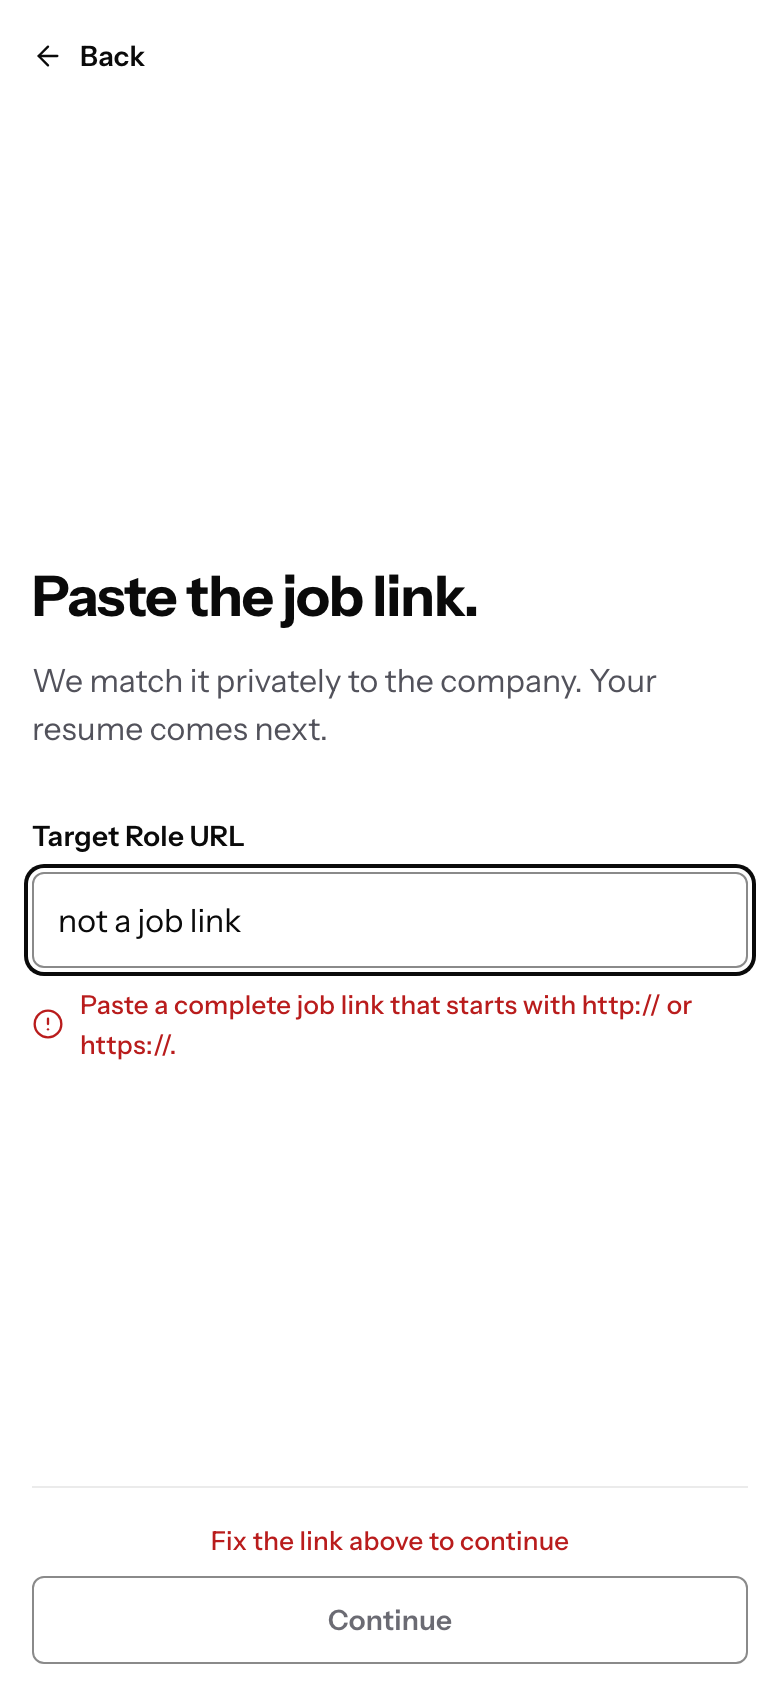 Back
Paste the job link.
We match it privately to the company. Your
resume comes next.
Target Role URL
not a job link
Paste a complete job link that starts with http:// or
https://.
Fix the link above to continue
Continue